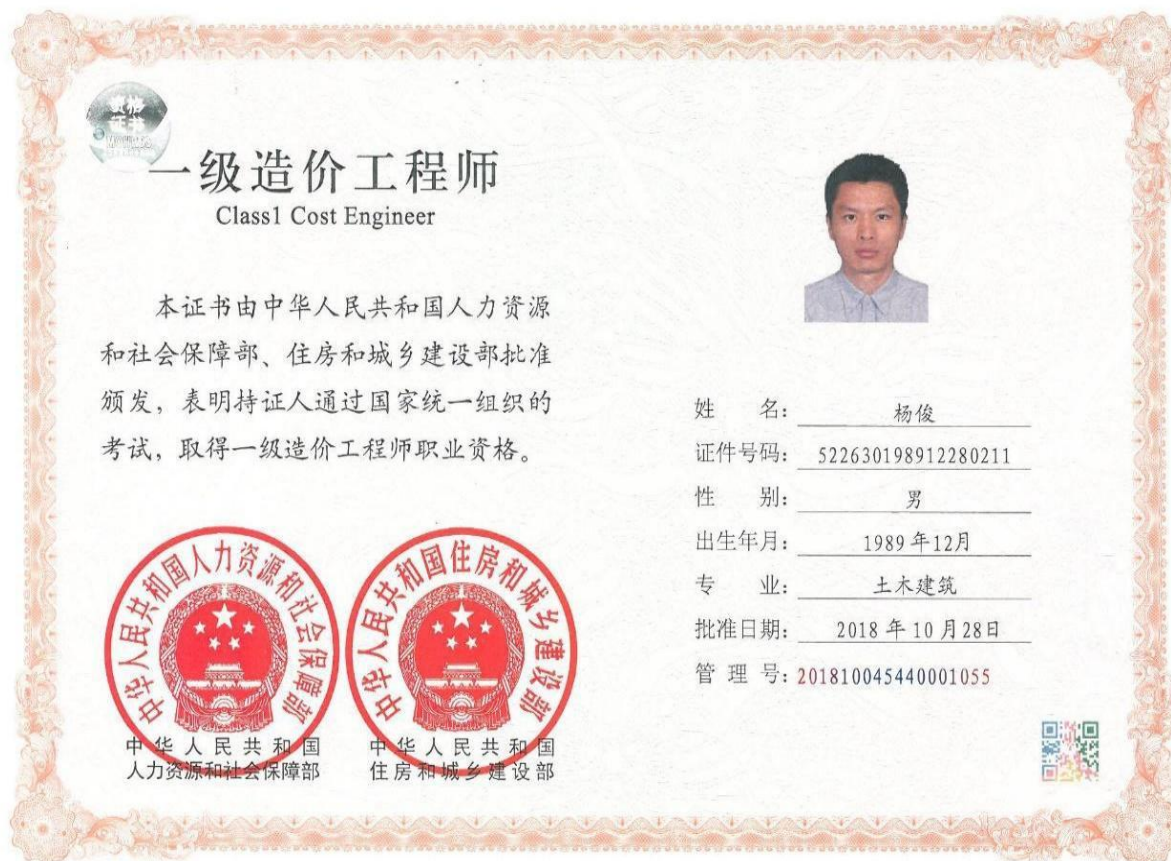 资格
证书
一级造价工程师
Class1 Cost Engineer
本证书由中华人民共和国人力资源
和社会保障部、住房和城乡建设部批准
颁发，表明持证人通过国家统一组织的
考试，取得一级造价工程师职业资格。
中华人民共和国人力资源和社会保障部
中华人民共和国
人力资源和社会保障部
中华人民共和国住房和城乡建设部
中华人民共和国
住房和城乡建设部
姓 名： 杨俊
证件号码： 522630198912280211
性 别： 男
出生年月： 1989年12月
专 业： 土木建筑
批准日期： 2018年10月28日
管 理 号：201810045440001055